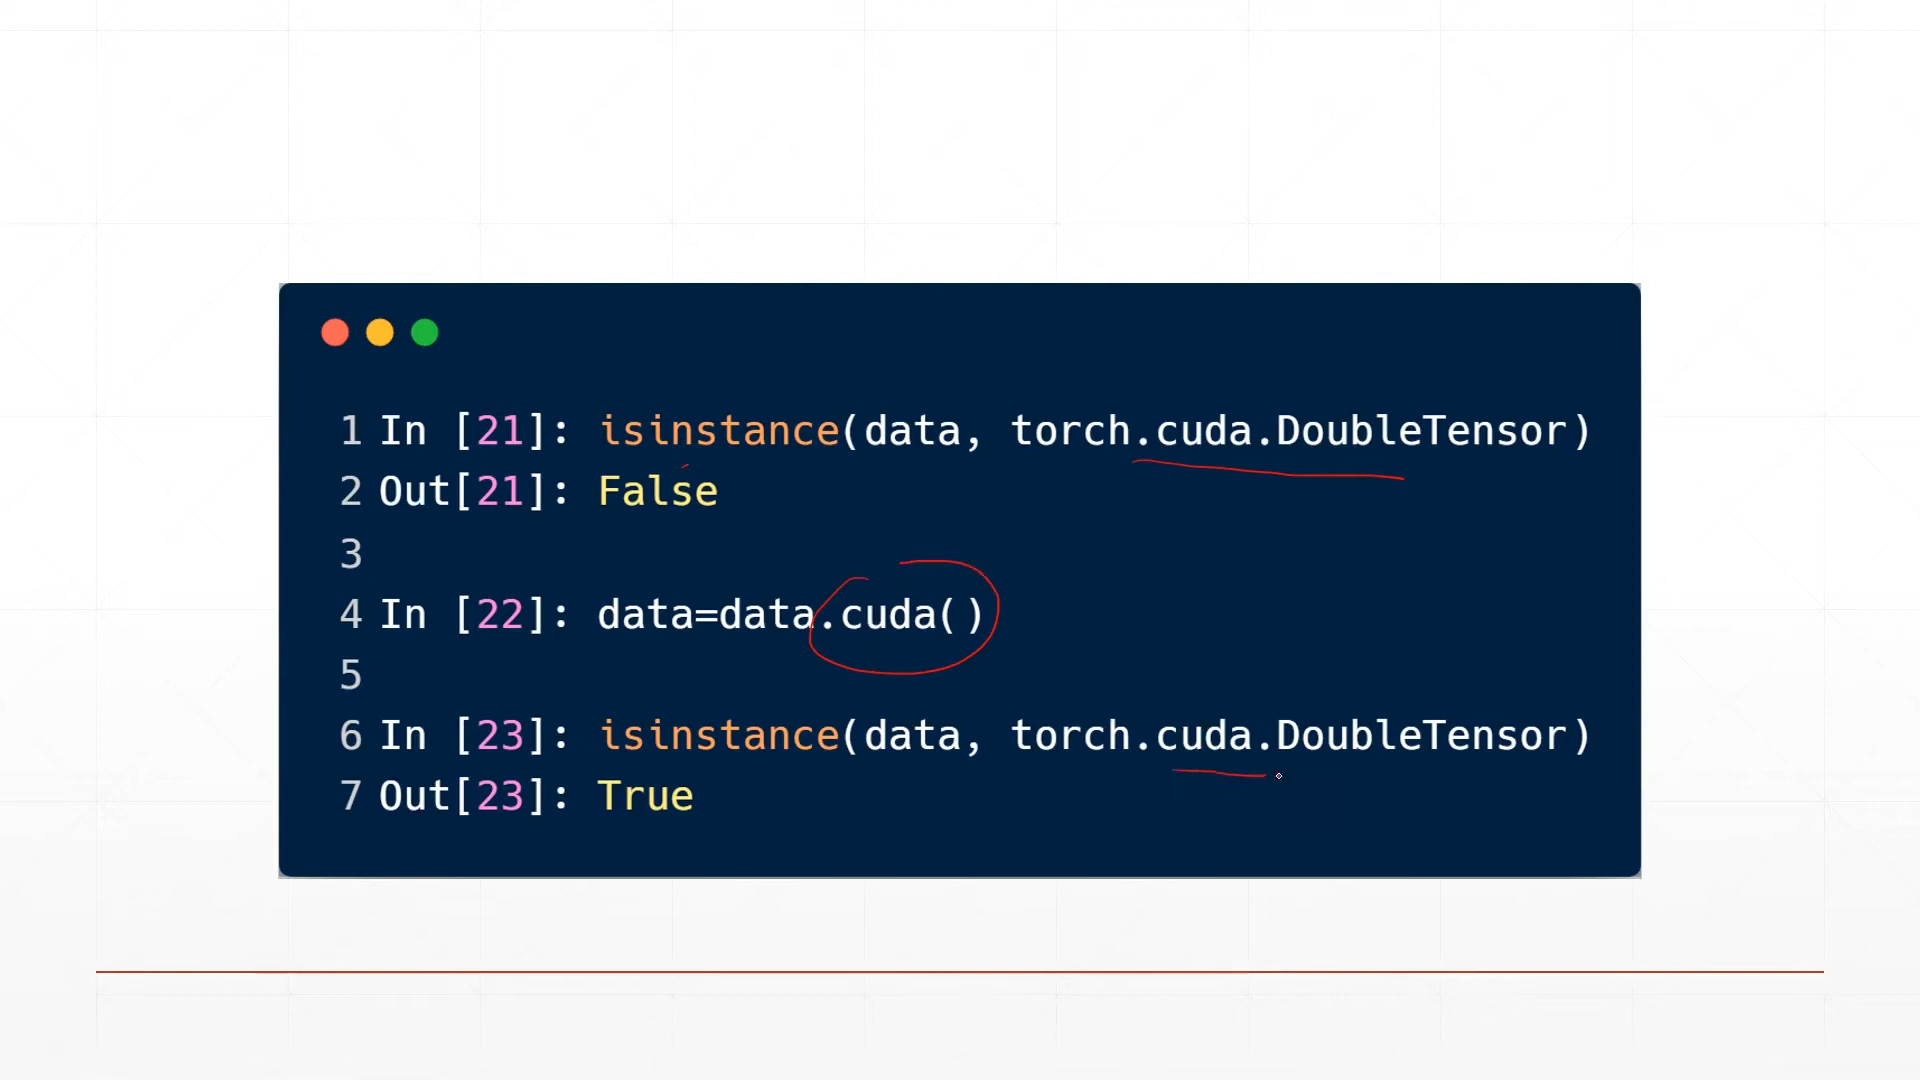 1 In [21]: isinstance(data, torch.cuda.DoubleTensor)
2 Out[21]: False
3
4 In [22]: data=data.cuda()
5
6 In [23]: isinstance(data, torch.cuda.DoubleTensor)
7 Out[23]: True